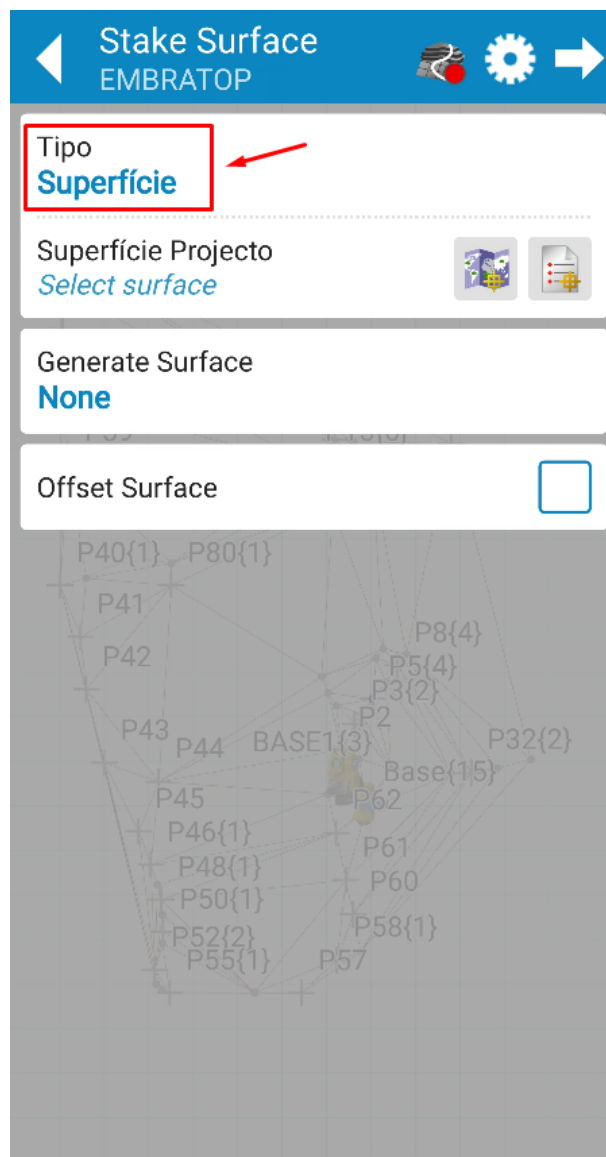 Stake Surface
EMBRATOP
Tipo
Superfície
Superfície Projecto
Select surface
Generate Surface
None
Offset Surface
P40{1}
P80{1}
P41
P8{4}
P42
P5{4}
P3{2}
P2
P43
P44
BASE1{3}
P32{2}
Base{15}
P45
P62
P46{1}
P61
P48{1}
P60
P50{1}
P58{1}
P52{2}
P55{1}
P57